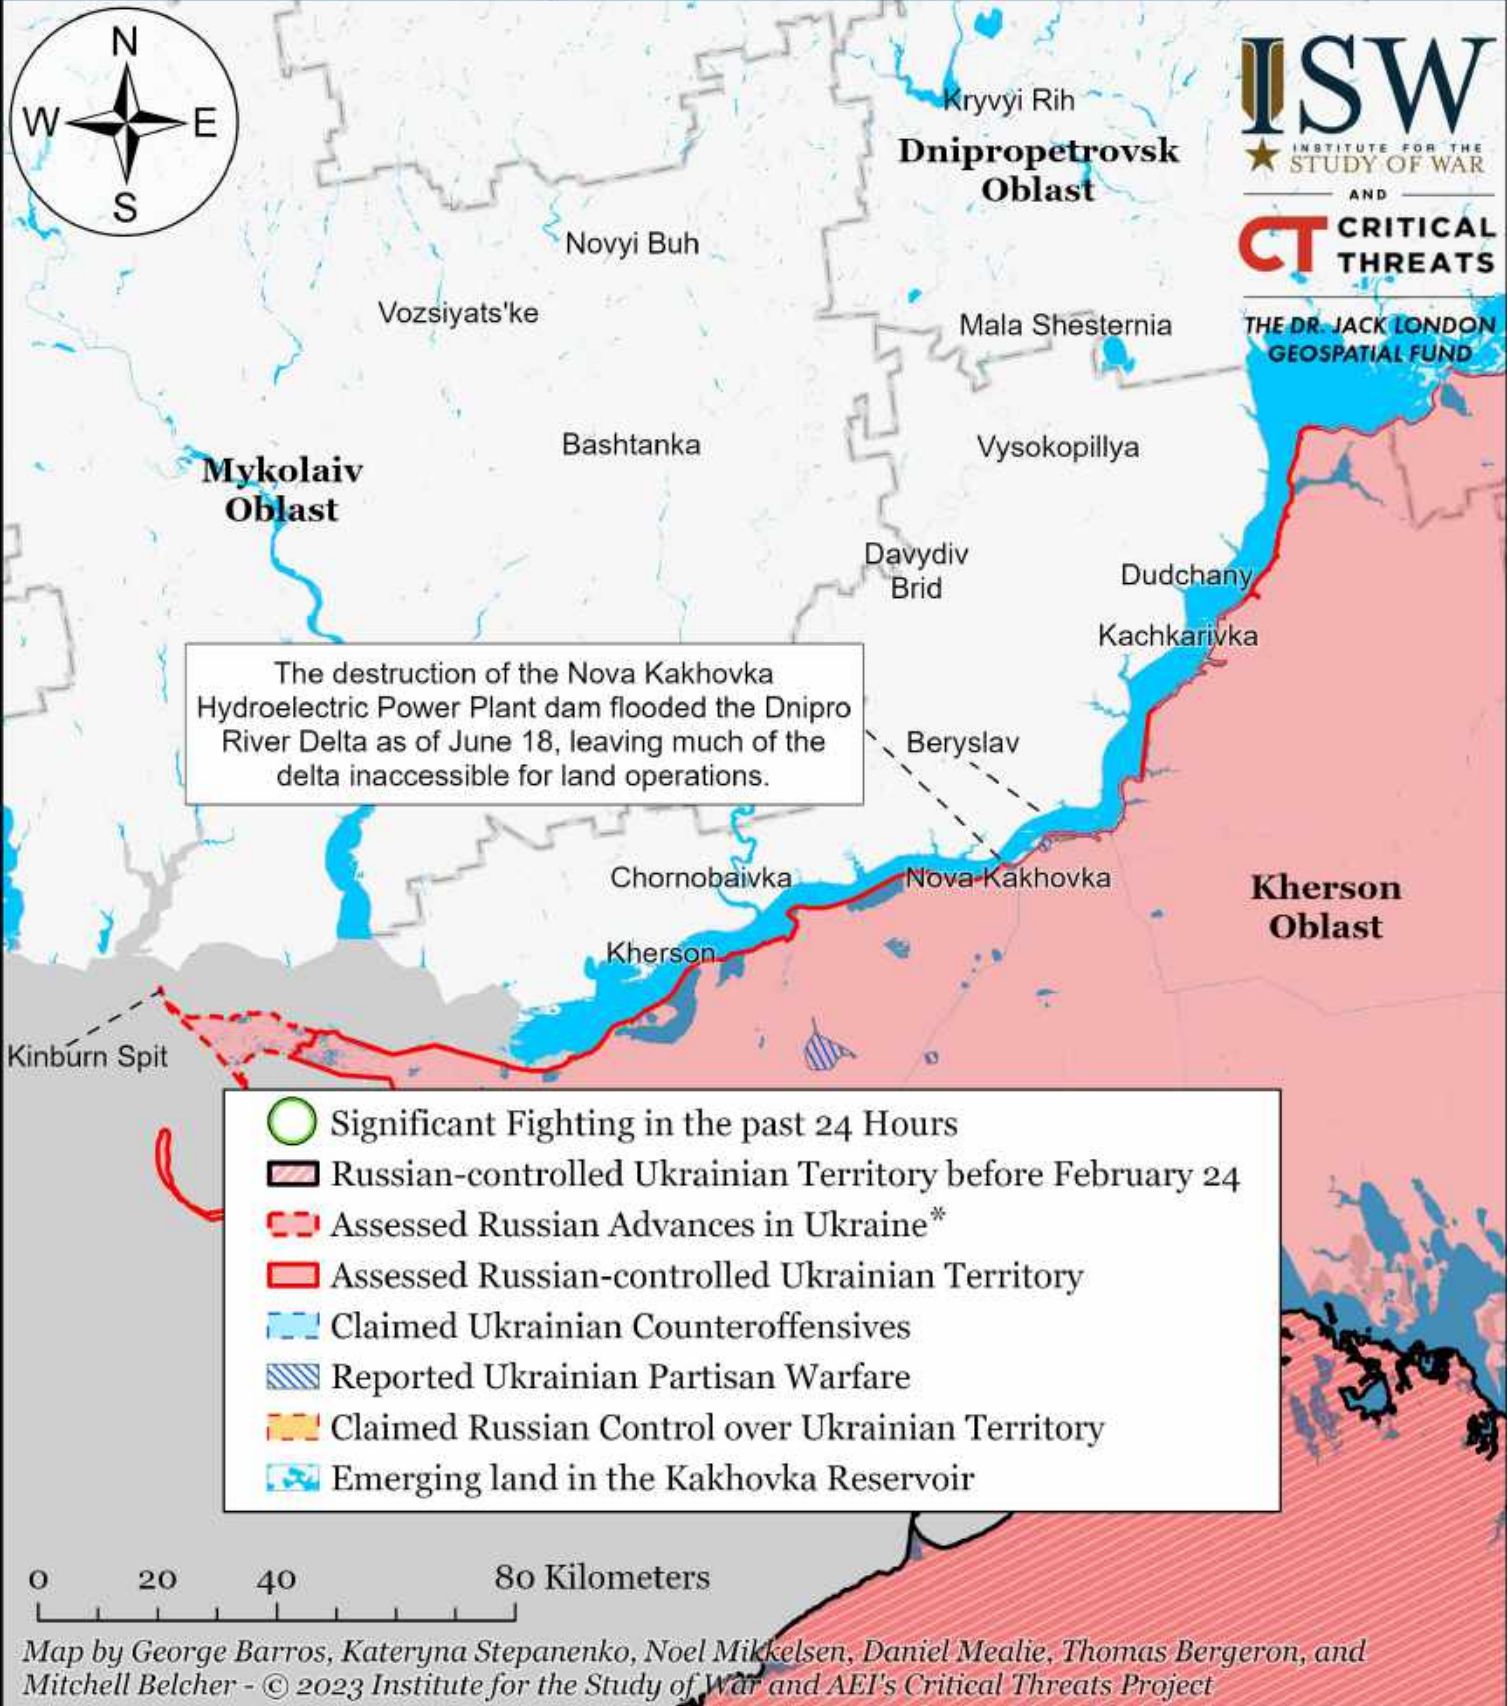 N
W E
S
ISW
INSTITUTE FOR THE
STUDY OF WAR
AND
CT CRITICAL
THREATS
THE DR. JACK LONDON
GEOSPATIAL FUND
Kryvyi Rih
Dnipropetrovsk
Oblast
Novyi Buh
Vozsiyats'ke
Mala Shesternia
Bashtanka
Vysokopillya
Mykolaiv
Oblast
Davydiv
Brid
Dudchany
Kachkarivka
The destruction of the Nova Kakhovka
Hydroelectric Power Plant dam flooded the Dnipro
River Delta as of June 18, leaving much of the
delta inaccessible for land operations.
Beryslav
Chornobaivka
Nova Kakhovka
Kherson
Oblast
Kherson
Kinburn Spit
Significant Fighting in the past 24 Hours
Russian-controlled Ukrainian Territory before February 24
Assessed Russian Advances in Ukraine*
Assessed Russian-controlled Ukrainian Territory
Claimed Ukrainian Counteroffensives
Reported Ukrainian Partisan Warfare
Claimed Russian Control over Ukrainian Territory
Emerging land in the Kakhovka Reservoir
0 20 40 80 Kilometers
Map by George Barros, Kateryna Stepanenko, Noel Mikkelsen, Daniel Mealie, Thomas Bergeron, and
Mitchell Belcher - © 2023 Institute for the Study of War and AEI's Critical Threats Project